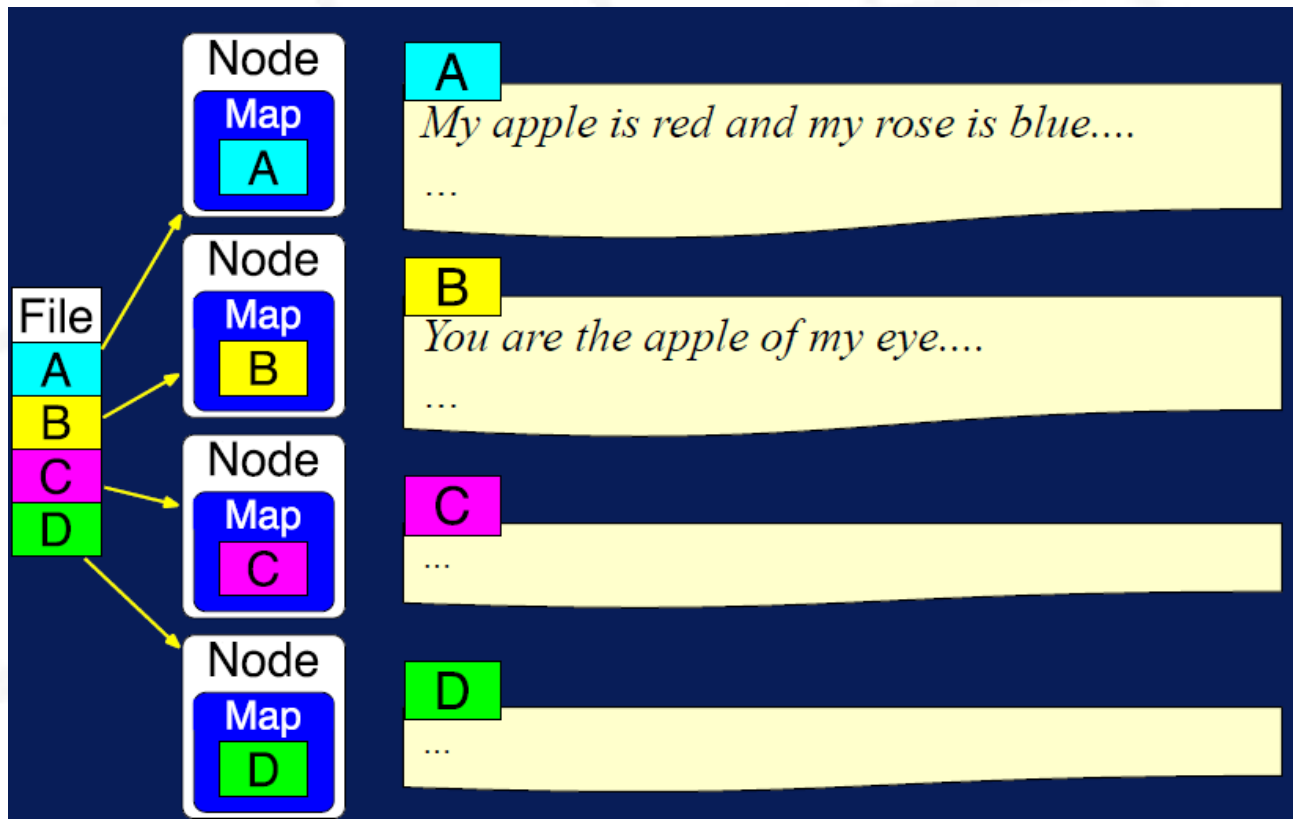 File
A
B
C
D
Node
Map
A
Node
Map
B
Node
Map
C
Node
Map
D
A
My apple is red and my rose is blue....
...
B
You are the apple of my eye....
...
C
...
D
...